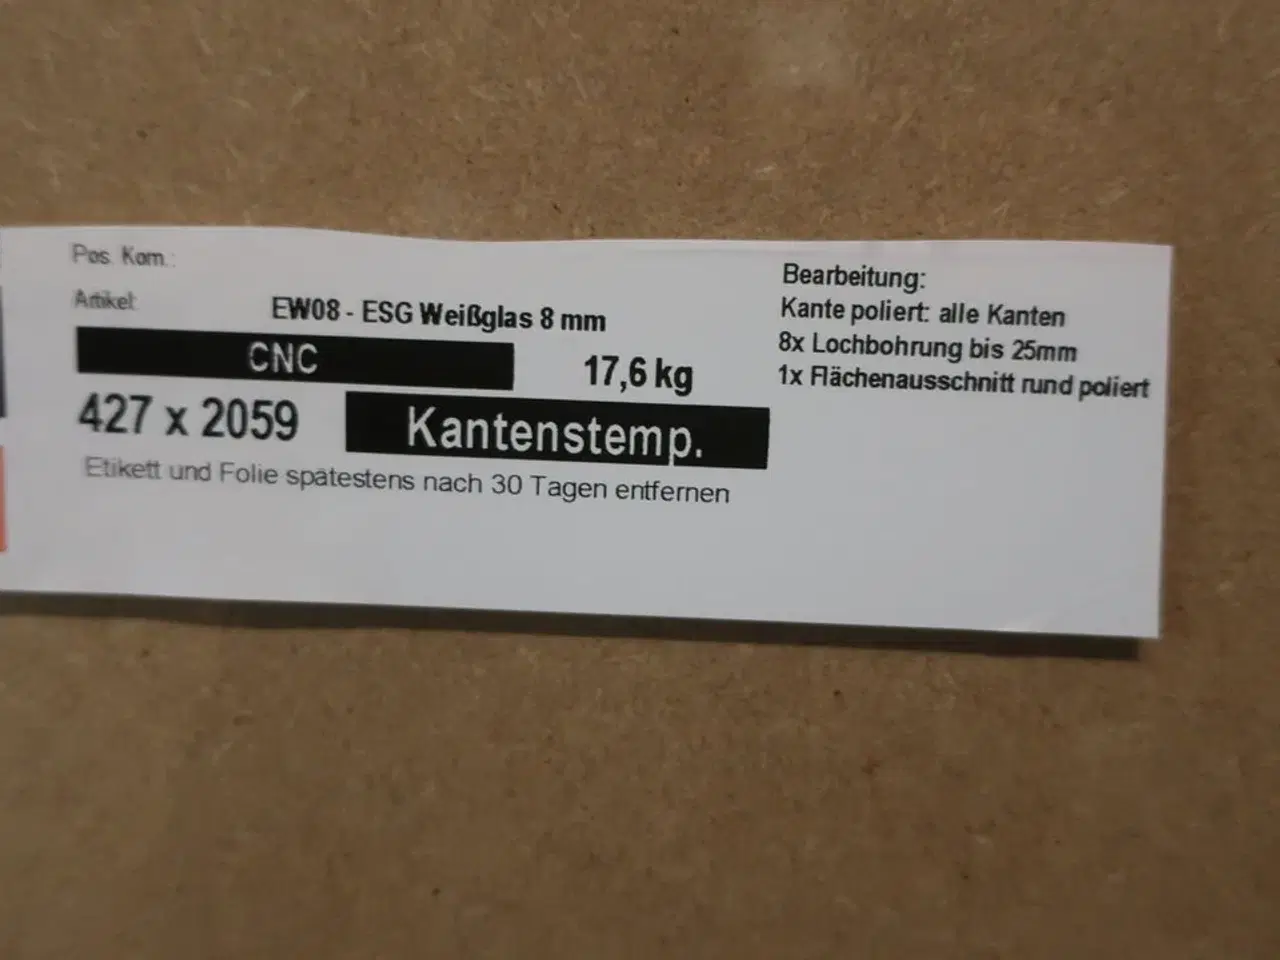 Pos. Kom.:
Artikel: EW08 - ESG Weißglas 8 mm
CNC 17,6 kg
427 x 2059 Kantenstemp.
Etikett und Folie spätestens nach 30 Tagen entfernen
Bearbeitung:
Kante poliert: alle Kanten
8x Lochbohrung bis 25mm
1x Flächenausschnitt rund poliert